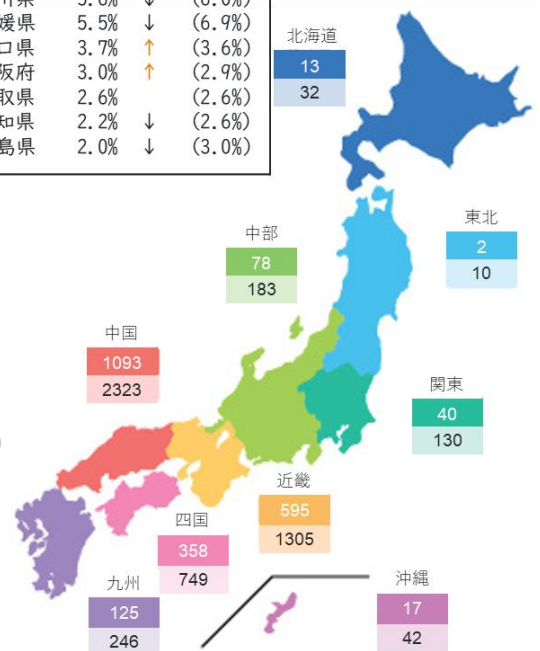 媛県 5.5% ↓ (6.9%)
口県 3.7% ↑ (3.6%)
阪府 3.0% ↑ (2.9%)
取県 2.6% (2.6%)
知県 2.2% ↓ (2.6%)
島県 2.0% ↓ (3.0%)
北海道
13
32
東北
2
10
中部
78
183
中国
1093
2323
関東
40
130
近畿
595
1305
四国
358
749
九州
125
246
沖縄
17
42